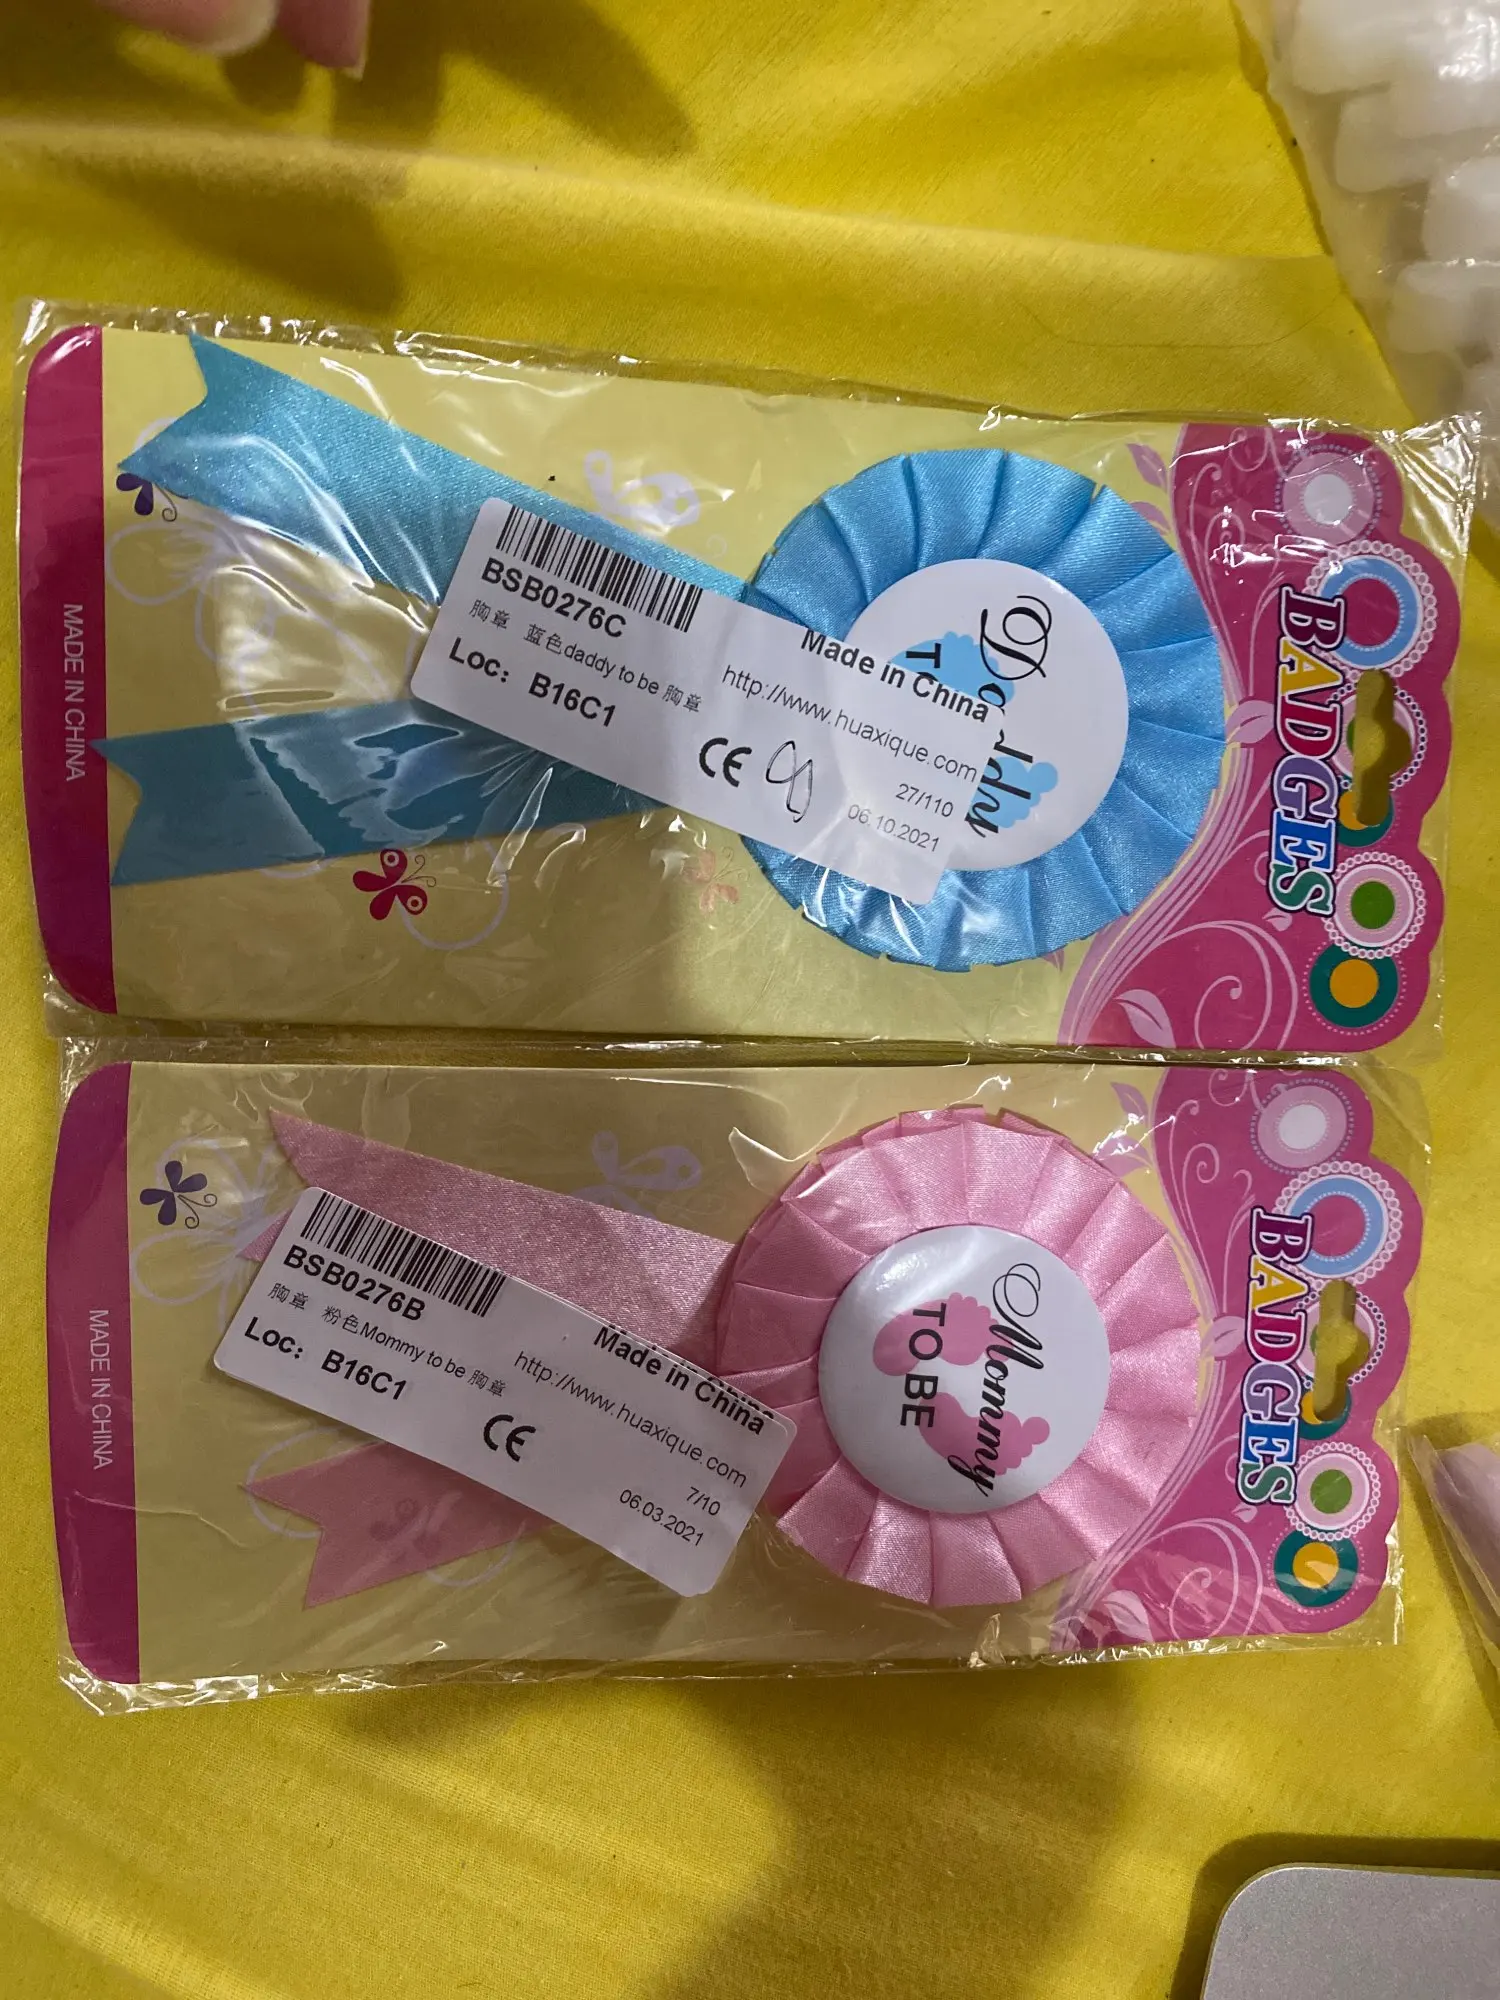 BADGES
Daddy
T
BSB0276C
胸章 蓝色daddy to be 胸章
Loc: B16C1
Made in China
http://www.huaxique.com
27/110
CE
06.10.2021
MADE IN CHINA
BADGES
Mommy
TO BE
BSB0276B
胸章 粉色Mommy to be 胸章
Loc: B16C1
Made in China
http://www.huaxique.com
7/10
CE
06.03.2021
MADE IN CHINA